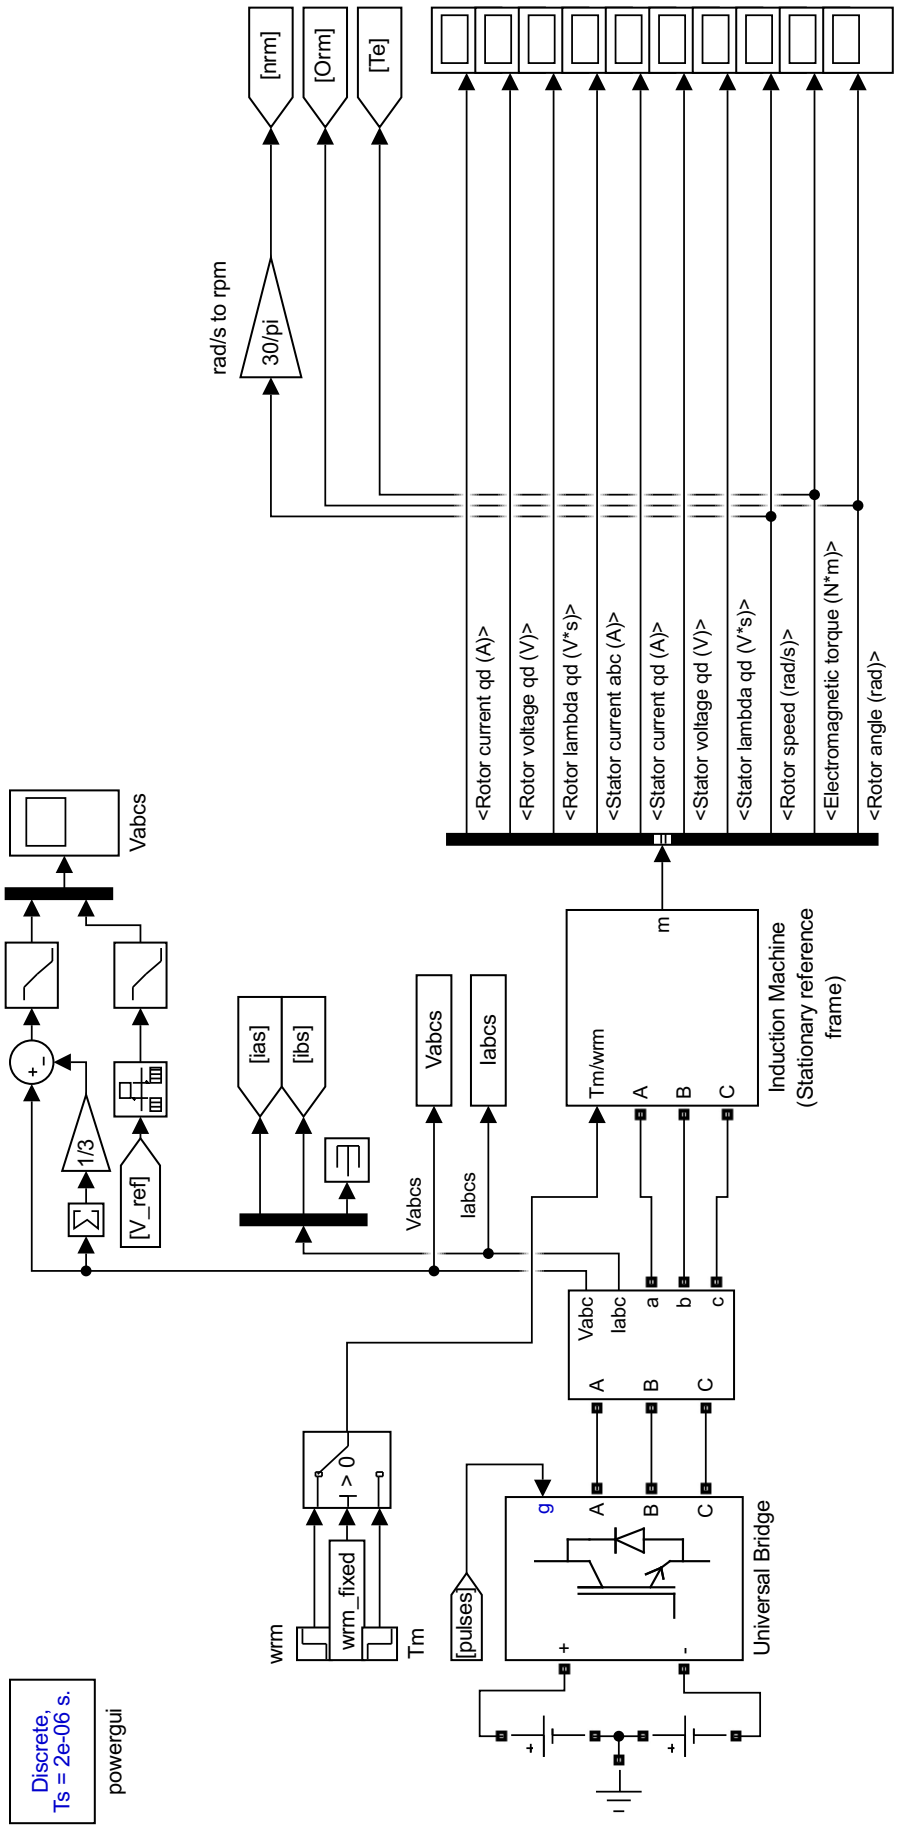 Discrete,
Ts = 2e-06 s.
powergui
[V_ref]
1/3
Σ
+
-
Vabcs
wrm
wrm_fixed
Tm
> 0
[ias]
[ibs]
Vabcs
Iabcs
Vabcs
Iabcs
rad/s to rpm
30/pi
[nrm]
[Orm]
[Te]
[pulses]
+
+
+
-
g
A
B
C
Universal Bridge
A
B
C
Vabc
Iabc
a
b
c
Tm/wrm
A
B
C
m
Induction Machine
(Stationary reference
frame)
<Rotor current qd (A)>
<Rotor voltage qd (V)>
<Rotor lambda qd (V*s)>
<Stator current abc (A)>
<Stator current qd (A)>
<Stator voltage qd (V)>
<Stator lambda qd (V*s)>
<Rotor speed (rad/s)>
<Electromagnetic torque (N*m)>
<Rotor angle (rad)>